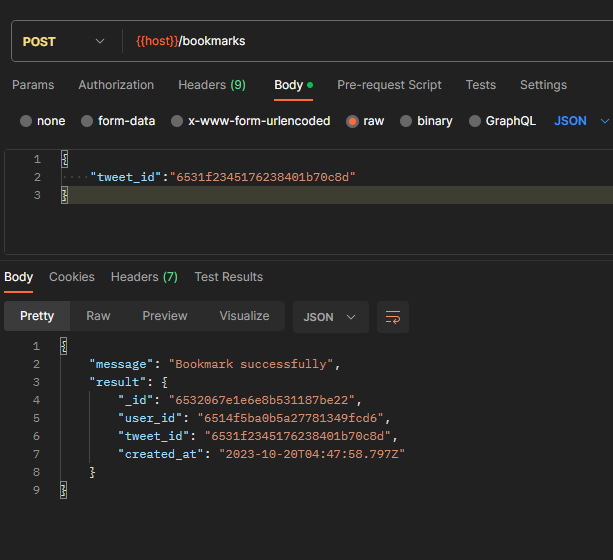 POST {{host}}/bookmarks
Params Authorization Headers (9) Body Pre-request Script Tests Settings
none form-data x-www-form-urlencoded raw binary GraphQL JSON
1 {
2 ····"tweet_id":"6531f2345176238401b70c8d"
3 }
Body Cookies Headers (7) Test Results
Pretty Raw Preview Visualize JSON
1 {
2 "message": "Bookmark successfully",
3 "result": {
4 "_id": "6532067e1e6e8b531187be22",
5 "user_id": "6514f5ba0b5a27781349fcd6",
6 "tweet_id": "6531f2345176238401b70c8d",
7 "created_at": "2023-10-20T04:47:58.797Z"
8 }
9 }